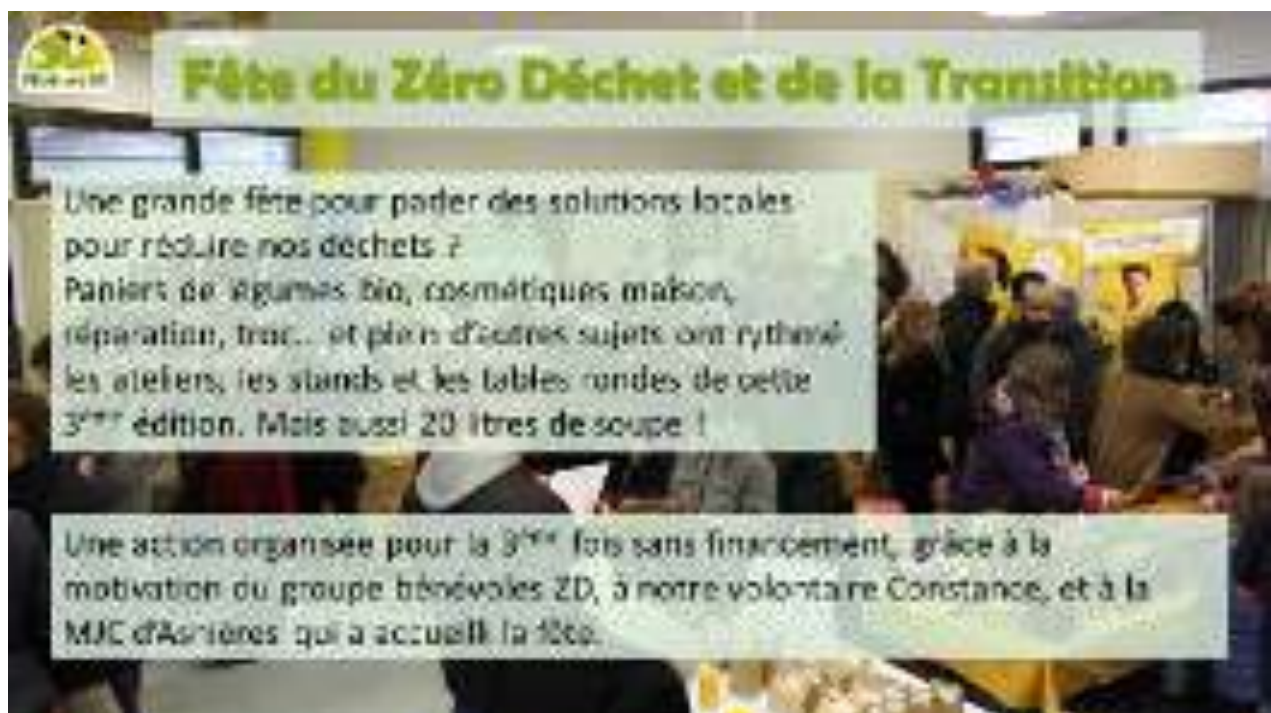 Fête du Zéro Déchet et de la Transition
Une grande fête pour parler des solutions locales
pour réduire nos déchets ?
Paniers de légumes bio, cosmétiques maison,
réparation, troc... et plein d'autres sujets ont rythmé
les ateliers, les stands et les tables rondes de cette
3ème édition. Mais aussi 20 litres de soupe !
Une action organisée pour la 3ème fois sans financement, grâce à la
motivation du groupe bénévoles ZD, à notre volontaire Constance, et à la
MJC d'Asnières qui a accueilli la fête.